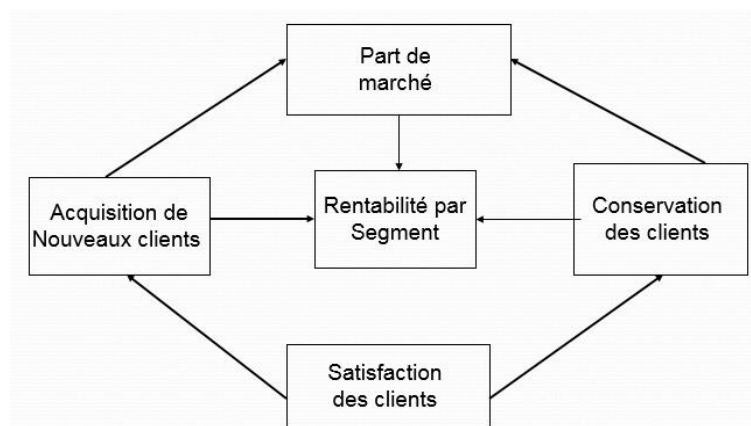 Part de
marché
Acquisition de
Nouveaux clients
Rentabilité par
Segment
Conservation
des clients
Satisfaction
des clients